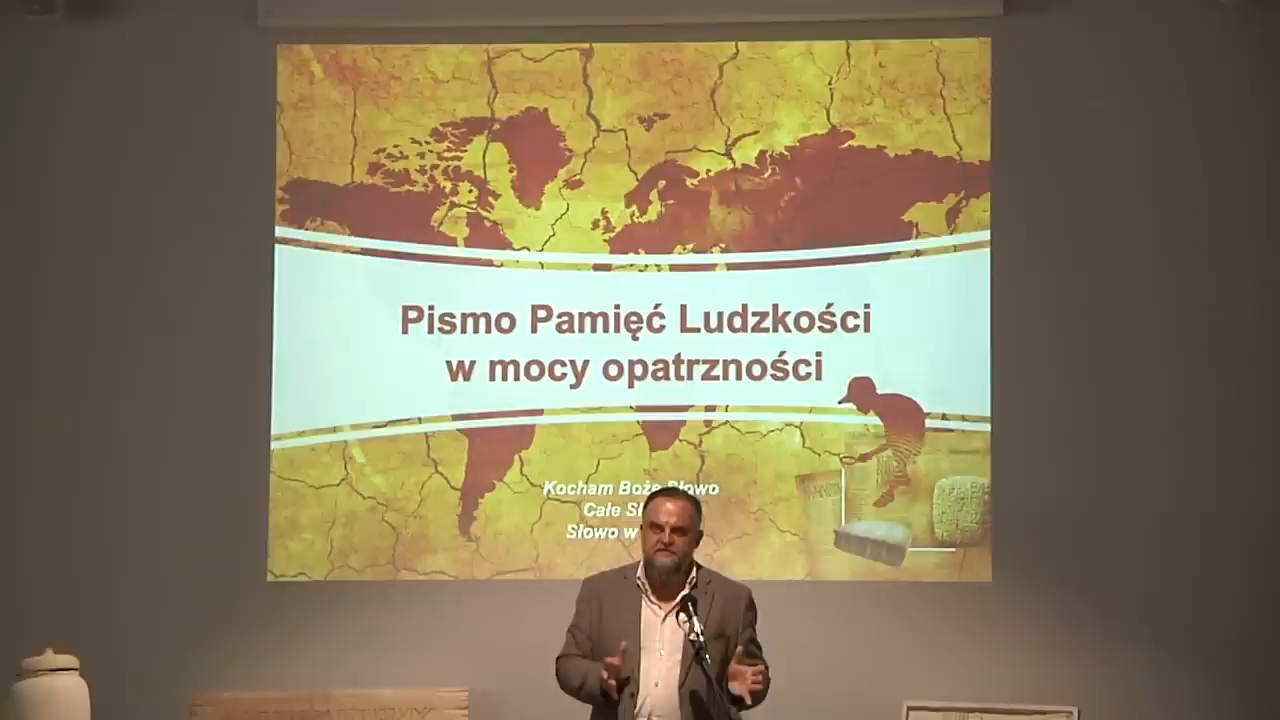 Pismo Pamięć Ludzkości
w mocy opatrzności
Kocham Boże Słowo
Całe
Słowo w